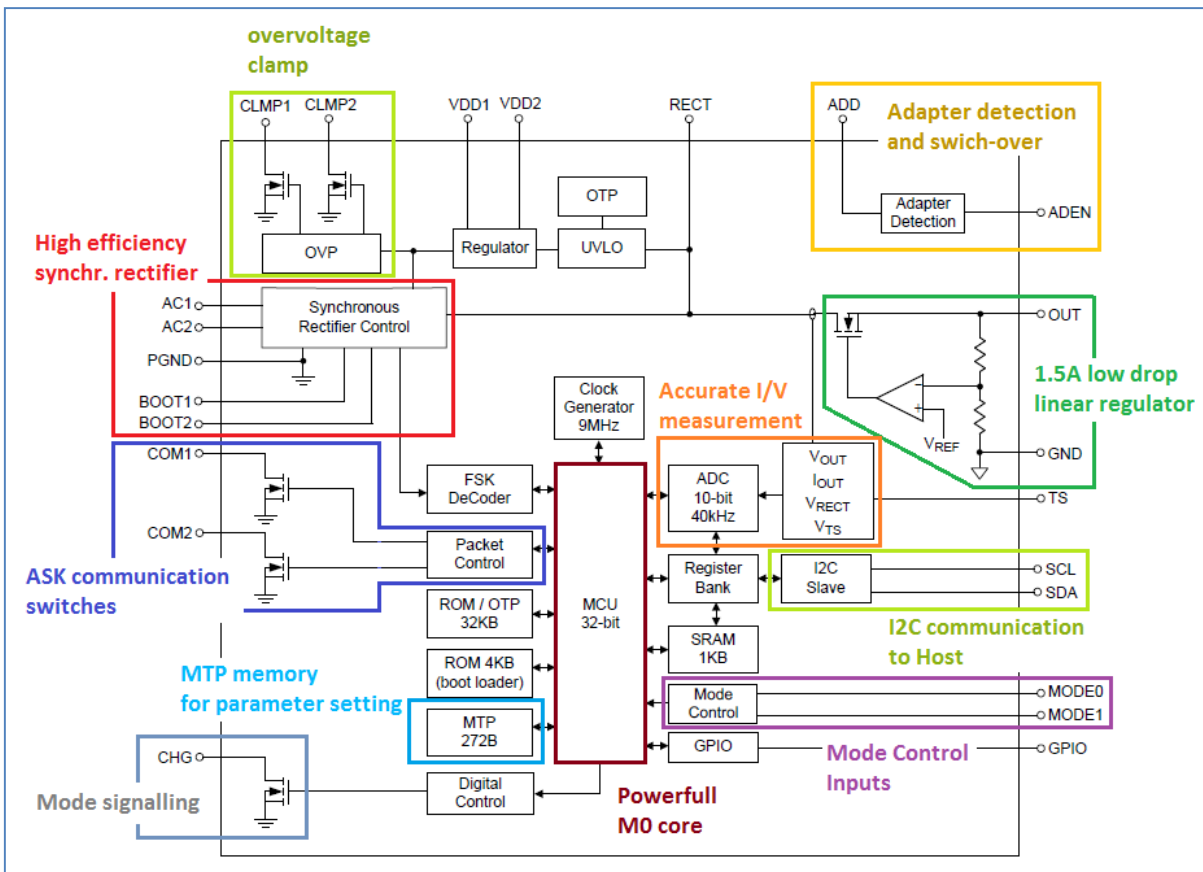 overvoltage
clamp
CLMP1
CLMP2
VDD1
VDD2
RECT
ADD
Adapter detection
and swich-over
OTP
Adapter
Detection
ADEN
OVP
Regulator
UVLO
High efficiency
synchr. rectifier
AC1
AC2
Synchronous
Rectifier Control
PGND
BOOT1
BOOT2
OUT
1.5A low drop
linear regulator
VREF
GND
Clock
Generator
9MHz
Accurate I/V
measurement
COM1
COM2
FSK
DeCoder
ADC
10-bit
40kHz
VOUT
IOUT
VRECT
VTS
TS
Packet
Control
ASK communication
switches
Register
Bank
I2C
Slave
SCL
SDA
ROM / OTP
32KB
MCU
32-bit
SRAM
1KB
I2C communication
to Host
MTP memory
for parameter setting
ROM 4KB
(boot loader)
MTP
272B
Mode
Control
MODE0
MODE1
GPIO
GPIO
Mode Control
Inputs
CHG
Mode signalling
Digital
Control
Powerfull
M0 core